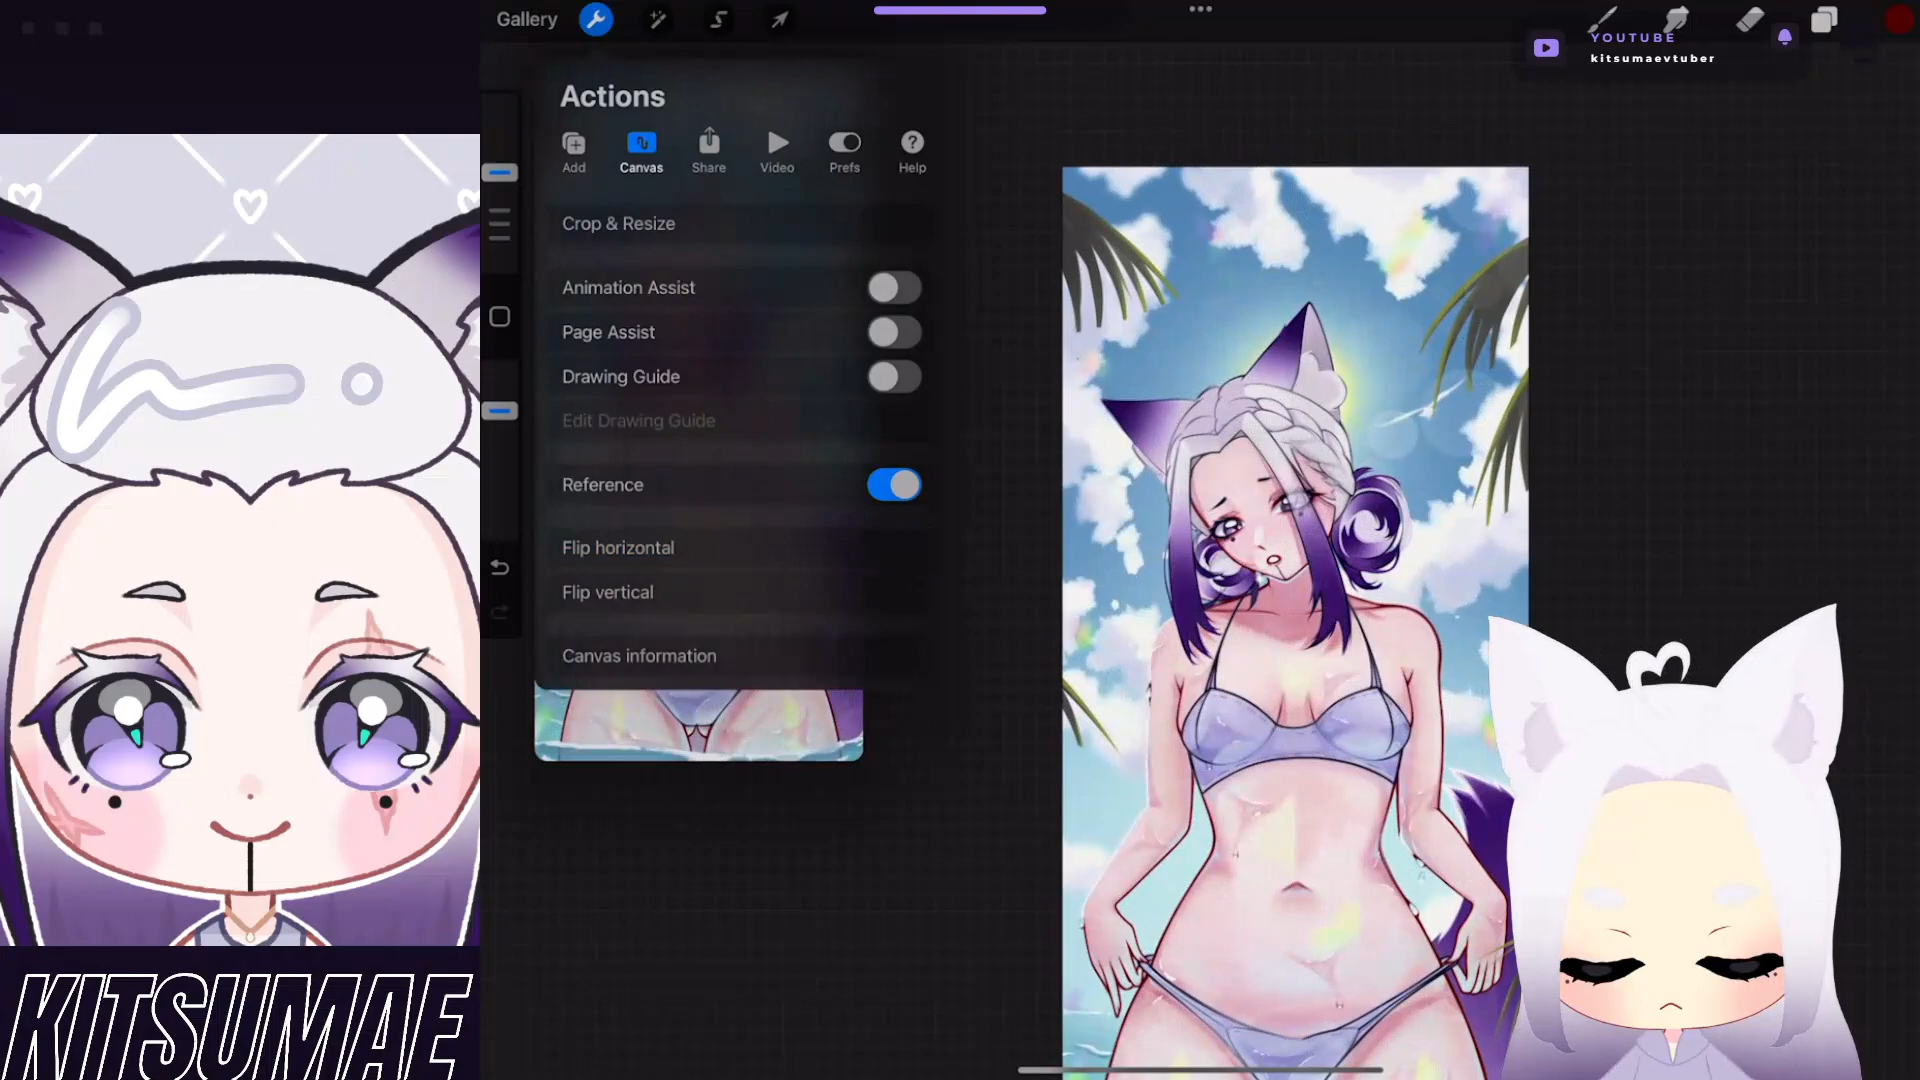 Gallery
YOUTUBE
kitsumaevtuber
Actions
Add
Canvas
Share
Video
Prefs
Help
Crop & Resize
Animation Assist
Page Assist
Drawing Guide
Edit Drawing Guide
Reference
Flip horizontal
Flip vertical
Canvas information
KITSUMAE